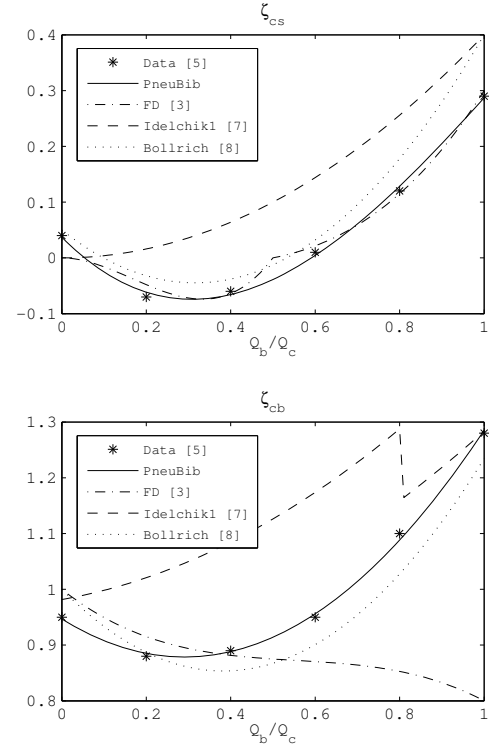 ζcs
0.4
0.3
0.2
0.1
0
−0.1
Data [5]
PneuBib
FD [3]
Idelchik1 [7]
Bollrich [8]
0 0.2 0.4 0.6 0.8 1
Qb/Qc
ζcb
1.3
1.2
1.1
1
0.9
0.8
Data [5]
PneuBib
FD [3]
Idelchik1 [7]
Bollrich [8]
0 0.2 0.4 0.6 0.8 1
Qb/Qc